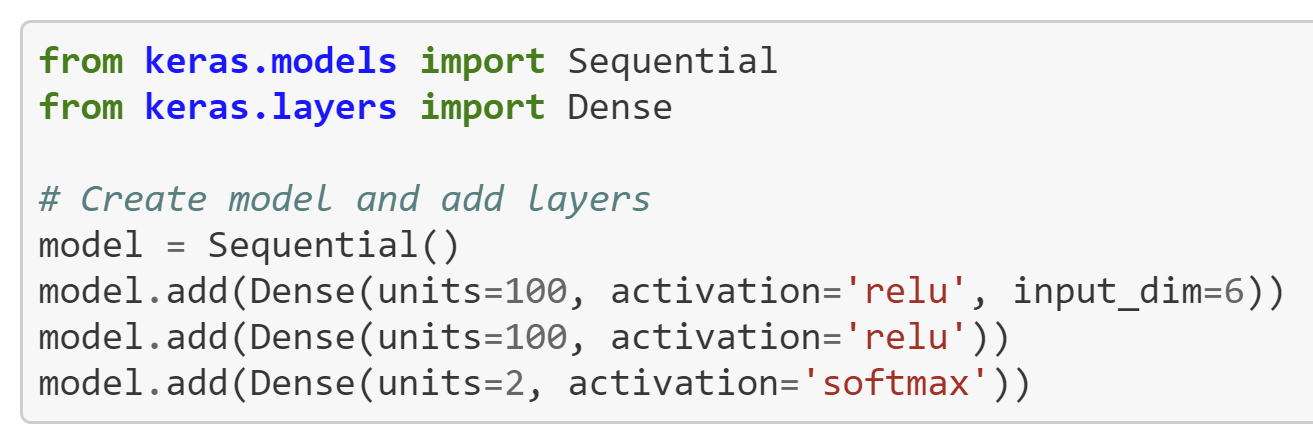 from keras.models import Sequential
from keras.layers import Dense
# Create model and add layers
model = Sequential()
model.add(Dense(units=100, activation='relu', input_dim=6))
model.add(Dense(units=100, activation='relu'))
model.add(Dense(units=2, activation='softmax'))